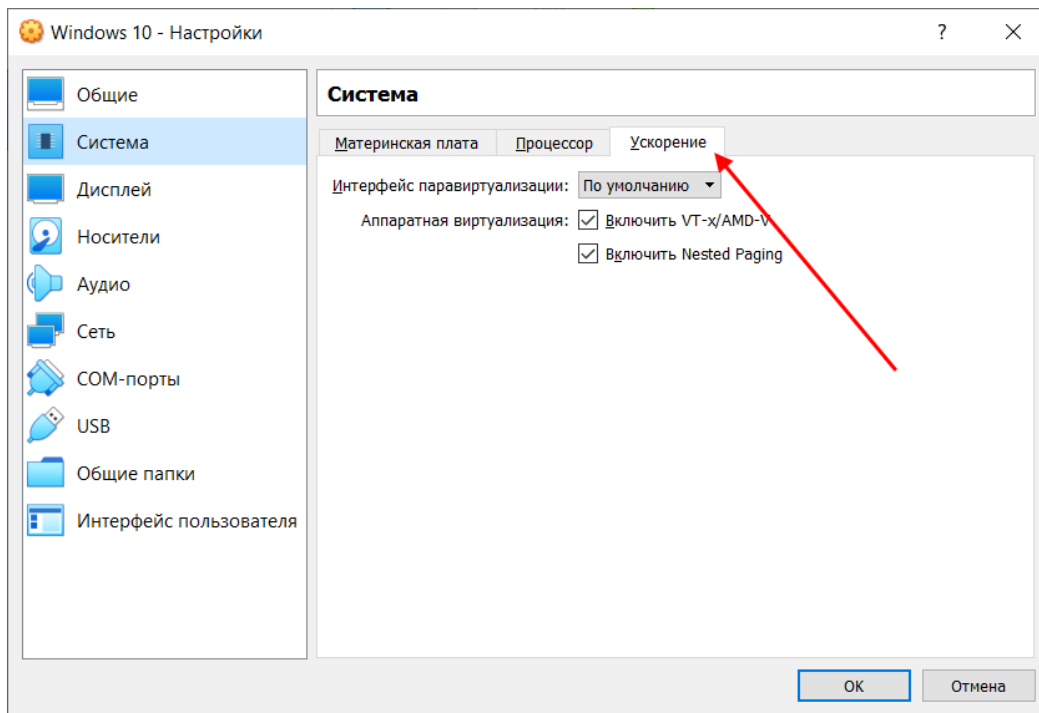 Windows 10 - Настройки
?
Общие
Система
Дисплей
Носители
Аудио
Сеть
COM-порты
USB
Общие папки
Интерфейс пользователя
Система
Материнская плата
Процессор
Ускорение
Интерфейс паравиртуализации: По умолчанию
Аппаратная виртуализация: Включить VT-x/AMD-V
Включить Nested Paging
OK
Отмена